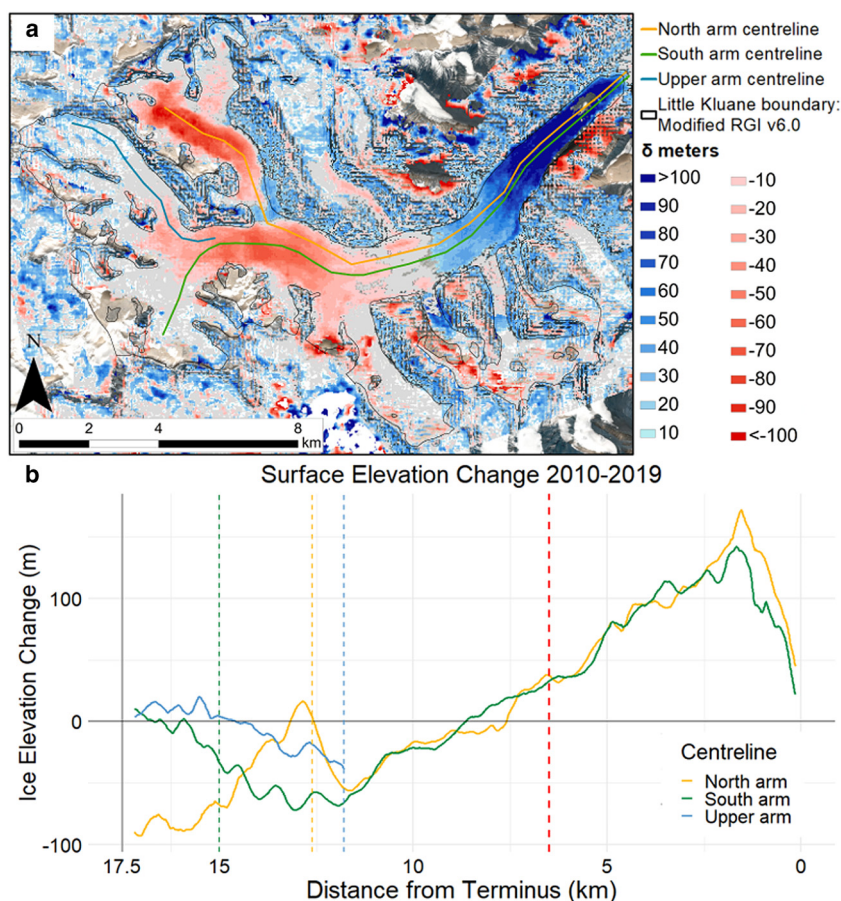 a
North arm centreline
South arm centreline
Upper arm centreline
Little Kluane boundary:
Modified RGI v6.0
δ meters
>100
90
80
70
60
50
40
30
20
10
-10
-20
-30
-40
-50
-60
-70
-80
-90
<-100
N
0 2 4 8
km
b
Surface Elevation Change 2010-2019
Ice Elevation Change (m)
100
0
-100
17.5 15 10 5 0
Distance from Terminus (km)
Centreline
North arm
South arm
Upper arm